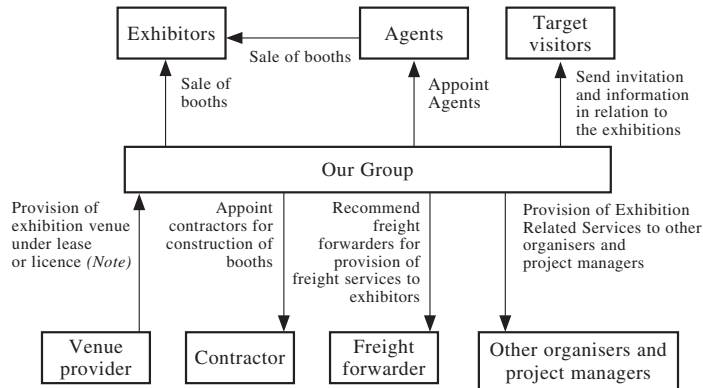 Exhibitors
Agents
Target
visitors
Sale of booths
Sale of
booths
Appoint
Agents
Send invitation
and information
in relation to
the exhibitions
Our Group
Provision of
exhibition venue
under lease
or licence (Note)
Appoint
contractors for
construction of
booths
Recommend
freight
forwarders for
provision of
freight services to
exhibitors
Provision of Exhibition
Related Services to other
organisers and
project managers
Venue
provider
Contractor
Freight
forwarder
Other organisers and
project managers